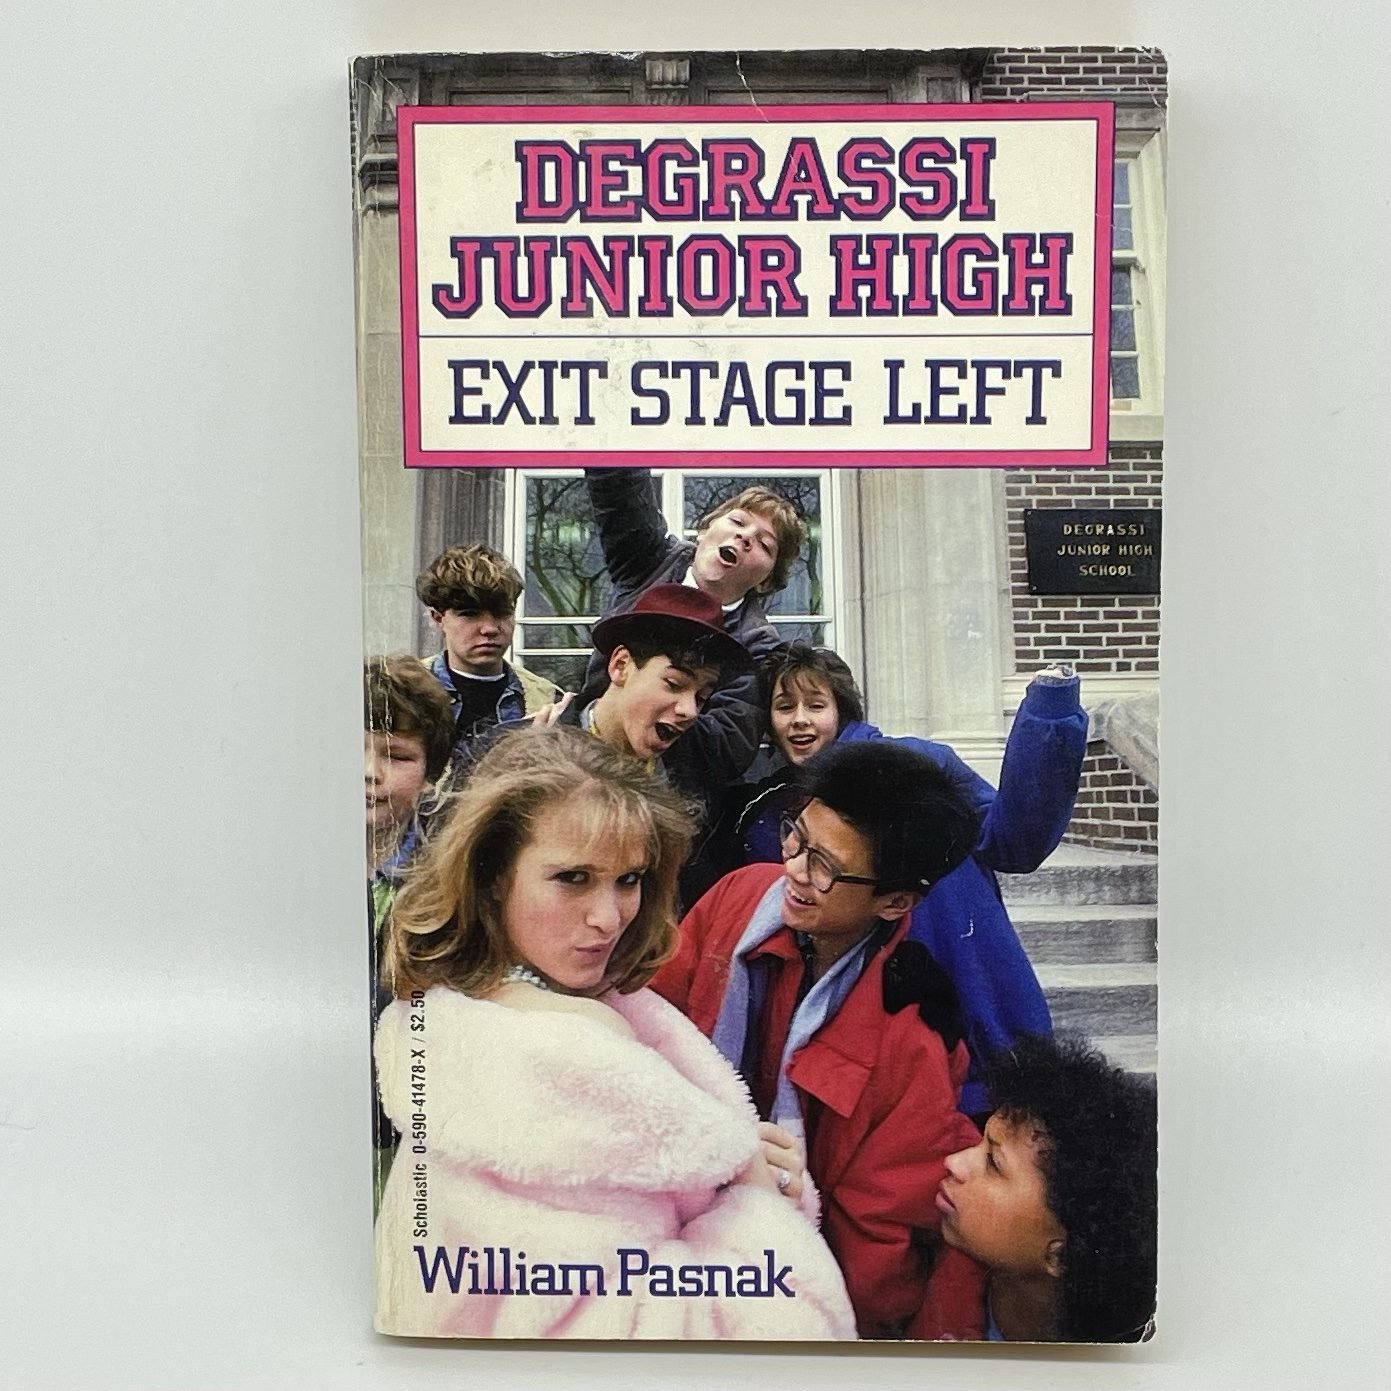 DEGRASSI
JUNIOR HIGH
EXIT STAGE LEFT
DEGRASSI
JUNIOR HIGH
SCHOOL
Scholastic 0-590-41478-X / $2.50
William Pasnak